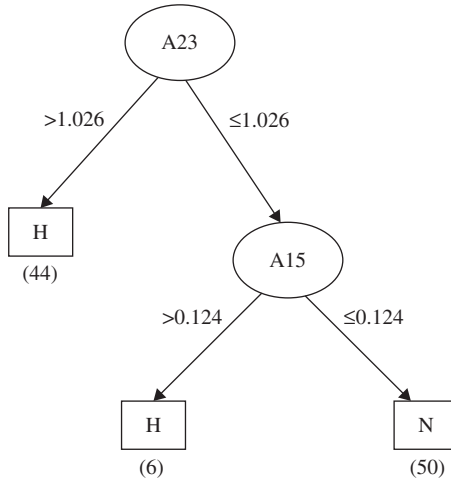 A23
>1.026
≤1.026
H
(44)
A15
>0.124
≤0.124
H
N
(6)
(50)